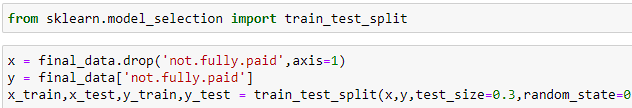 from sklearn.model_selection import train_test_split
x = final_data.drop('not.fully.paid',axis=1)
y = final_data['not.fully.paid']
x_train,x_test,y_train,y_test = train_test_split(x,y,test_size=0.3,random_state=0